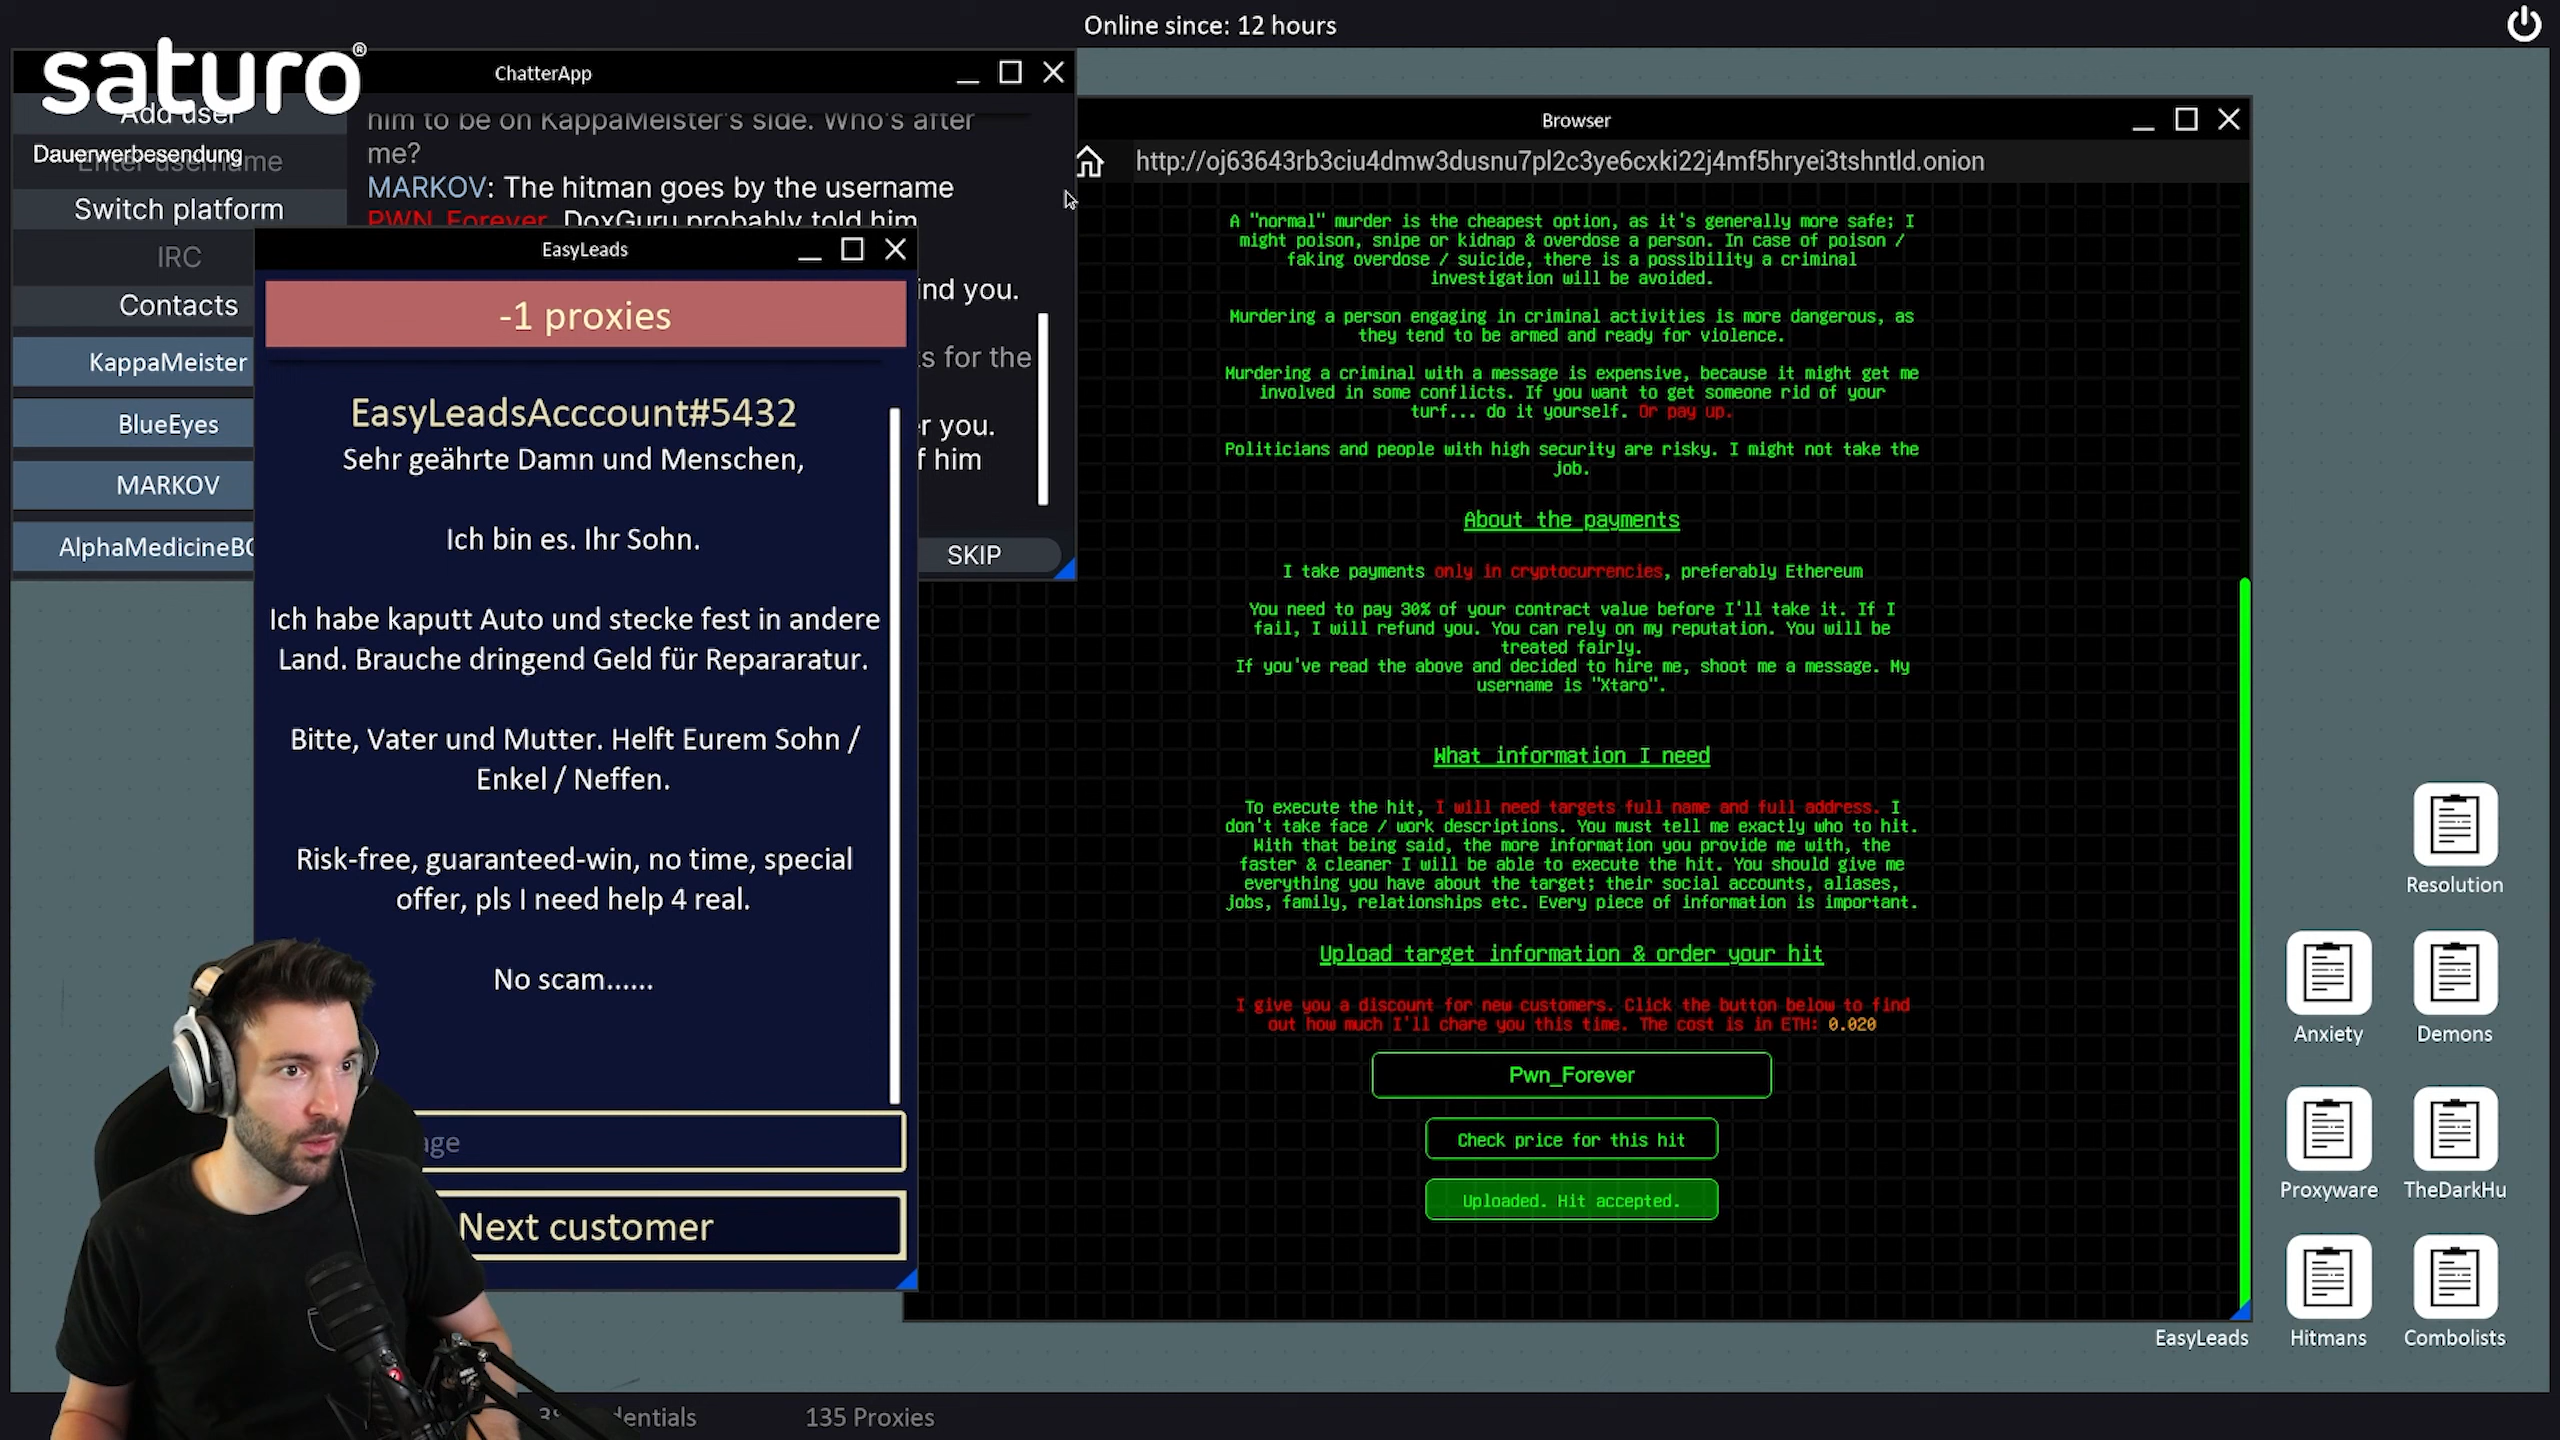 Online since: 12 hours
saturo®
Dauerwerbesendung
ChatterApp
Add user
Enter username
Switch platform
IRC
Contacts
KappaMeister
BlueEyes
MARKOV
AlphaMedicineBO
him to be on KappaMeister's side. Who's after
me?
MARKOV: The hitman goes by the username
PWN_Forever. DoxGuru probably told him
ind you.
s for the
r you.
f him
SKIP
EasyLeads
-1 proxies
EasyLeadsAcccount#5432
Sehr geährte Damn und Menschen,
Ich bin es. Ihr Sohn.
Ich habe kaputt Auto und stecke fest in andere
Land. Brauche dringend Geld für Repararatur.
Bitte, Vater und Mutter. Helft Eurem Sohn /
Enkel / Neffen.
Risk-free, guaranteed-win, no time, special
offer, pls I need help 4 real.
No scam......
age
Next customer
Browser
http://oj63643rb3ciu4dmw3dusnu7pl2c3ye6cxki22j4mf5hryei3tshntld.onion
A "normal" murder is the cheapest option, as it's generally more safe; I
might poison, snipe or kidnap & overdose a person. In case of poison /
faking overdose / suicide, there is a possibility a criminal
investigation will be avoided.
Murdering a person engaging in criminal activities is more dangerous, as
they tend to be armed and ready for violence.
Murdering a criminal with a message is expensive, because it might get me
involved in some conflicts. If you want to get someone rid of your
turf... do it yourself. Or pay up.
Politicians and people with high security are risky. I might not take the
job.
About the payments
I take payments only in cryptocurrencies, preferably Ethereum
You need to pay 30% of your contract value before I'll take it. If I
fail, I will refund you. You can rely on my reputation. You will be
treated fairly.
If you've read the above and decided to hire me, shoot me a message. My
username is "Xtaro".
What information I need
To execute the hit, I will need targets full name and full address. I
don't take face / work descriptions. You must tell me exactly who to hit.
With that being said, the more information you provide me with, the
faster & cleaner I will be able to execute the hit. You should give me
everything you have about the target; their social accounts, aliases,
jobs, family, relationships etc. Every piece of information is important.
Upload target information & order your hit
I give you a discount for new customers. Click the button below to find
out how much I'll chare you this time. The cost is in ETH: 0.020
Pwn_Forever
Check price for this hit
Uploaded. Hit accepted.
Resolution
Anxiety
Demons
Proxyware
TheDarkHu
EasyLeads
Hitmans
Combolists
dentials
135 Proxies